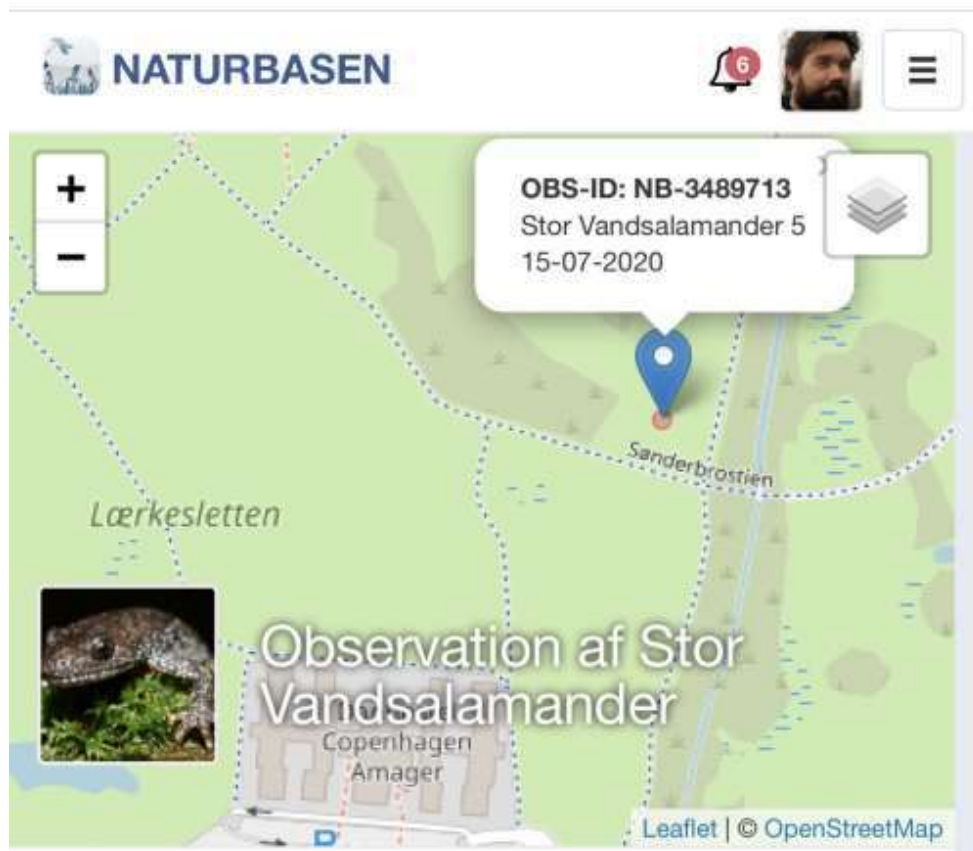 NATURBASEN
6
+
−
OBS-ID: NB-3489713
Stor Vandsalamander 5
15-07-2020
Sønderbrostien
Lærkesletten
Observation af Stor
Vandsalamander
Copenhagen
Amager
P
Leaflet | © OpenStreetMap